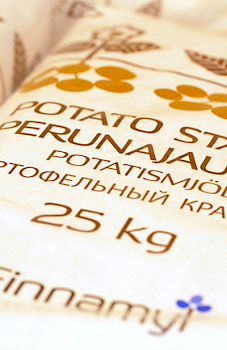 POTATO STA
PERUNAJAU
POTATISMJÖL
РТОФЕЛЬНЫЙ КРА
25 kg
Finnamyl